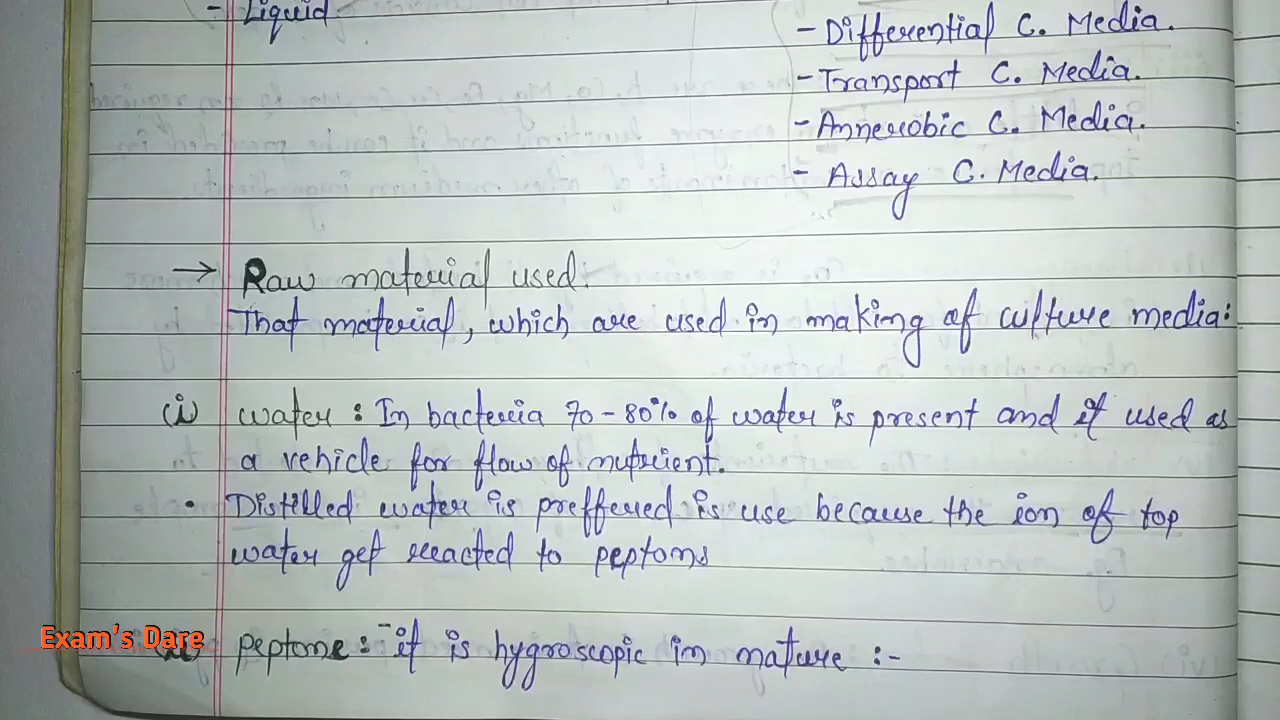 - Liquid
- Differential C. Media.
- Transport C. Media.
- Anneuobic C. Media.
- Assay C. Media.
→ Raw material used:
That material, which are used in making of culture media:
(i) water : In bacteria 70-80% of water is present and it used as
a vehicle for flow of nutrient.
• Distilled water is preffered is use because the ion of top
water get reacted to peptoms
Exam's Dare
peptone : - it is hygroscopic in nature :-